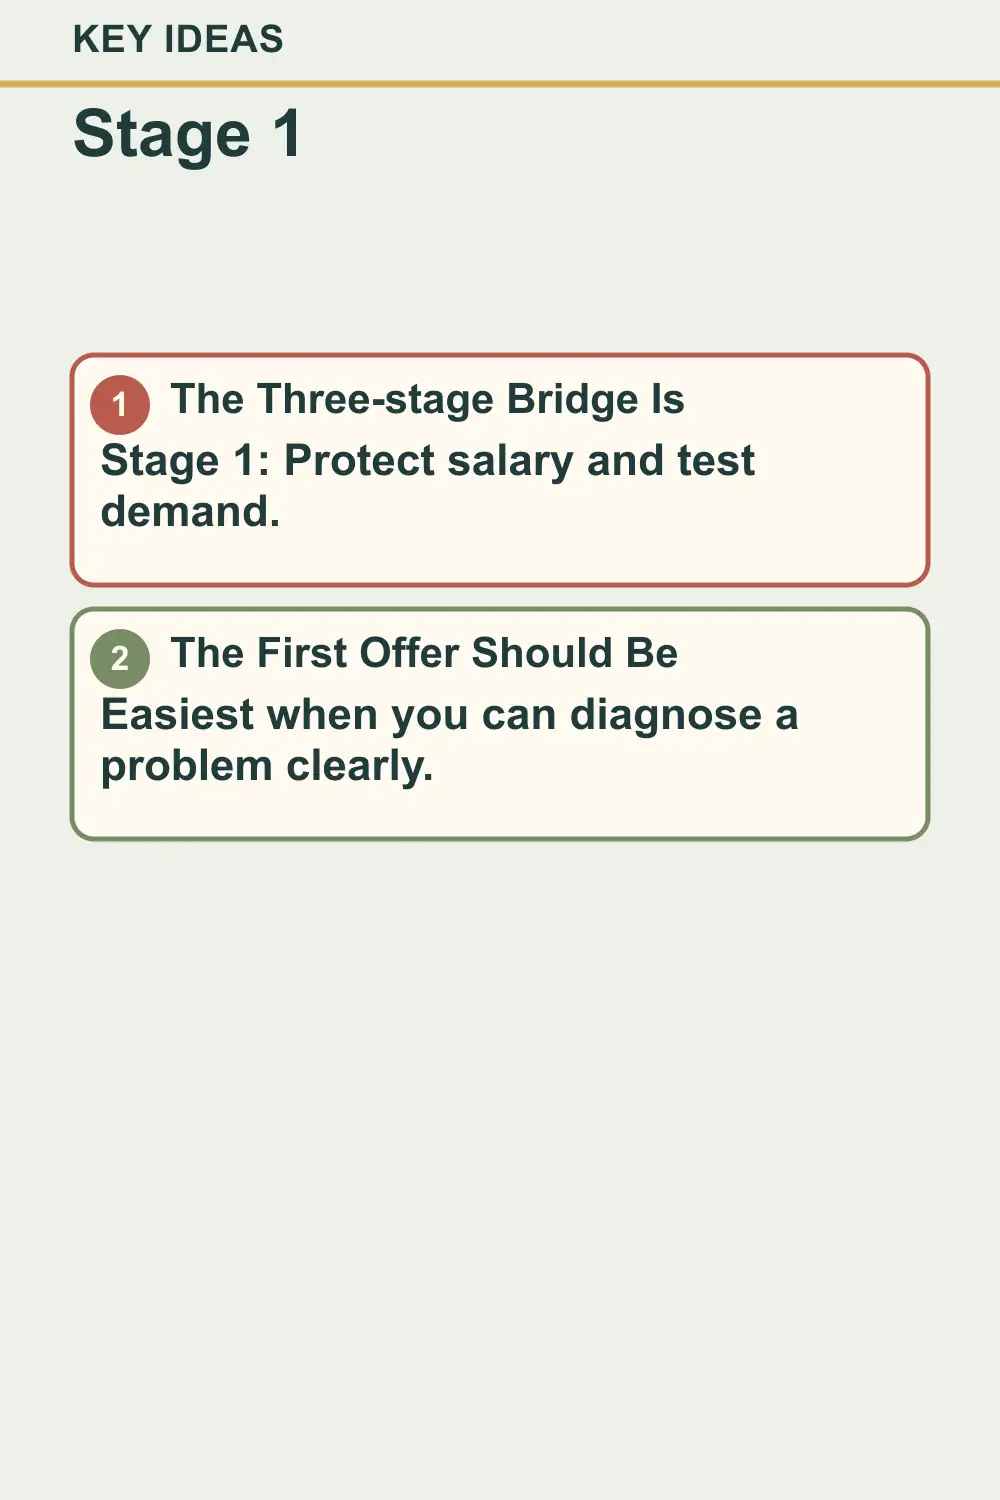 KEY IDEAS
Stage 1
1 The Three-stage Bridge Is
Stage 1: Protect salary and test
demand.
2 The First Offer Should Be
Easiest when you can diagnose a
problem clearly.